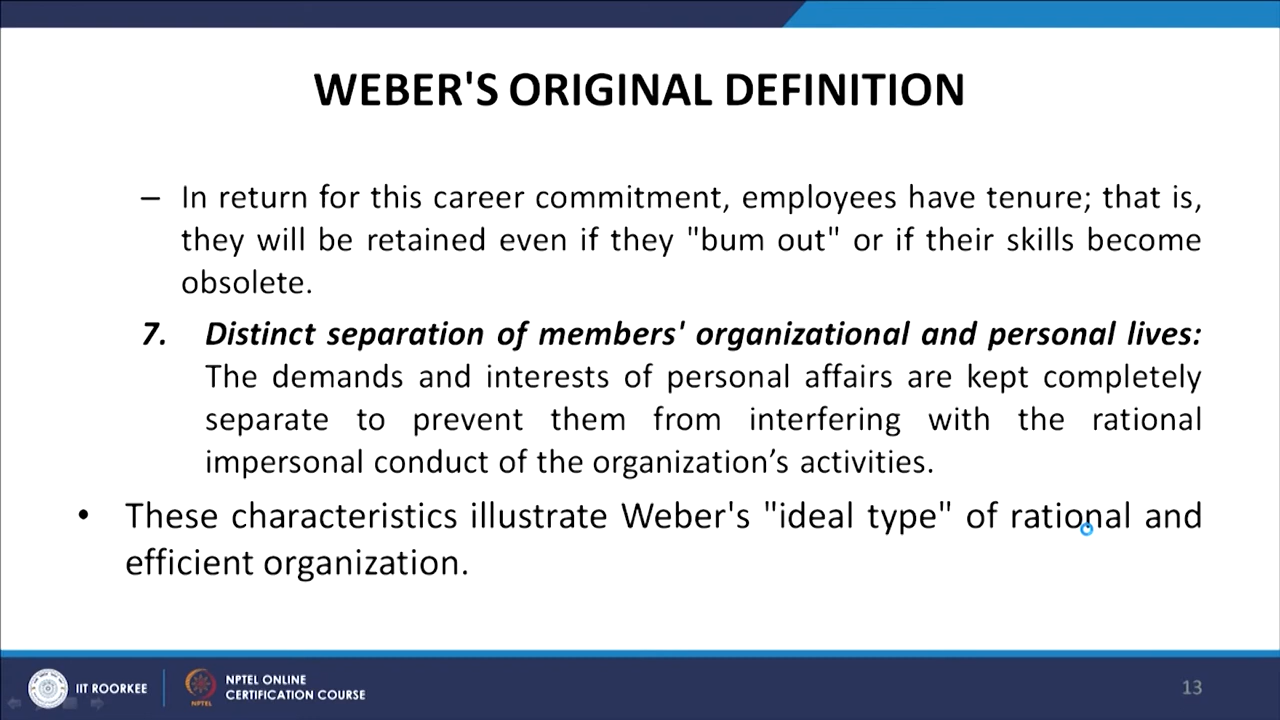 WEBER'S ORIGINAL DEFINITION
– In return for this career commitment, employees have tenure; that is,
they will be retained even if they "bum out" or if their skills become
obsolete.
7. Distinct separation of members' organizational and personal lives:
The demands and interests of personal affairs are kept completely
separate to prevent them from interfering with the rational
impersonal conduct of the organization’s activities.
• These characteristics illustrate Weber's "ideal type" of rational and
efficient organization.
IIT ROORKEE
NPTEL
NPTEL ONLINE
CERTIFICATION COURSE
13